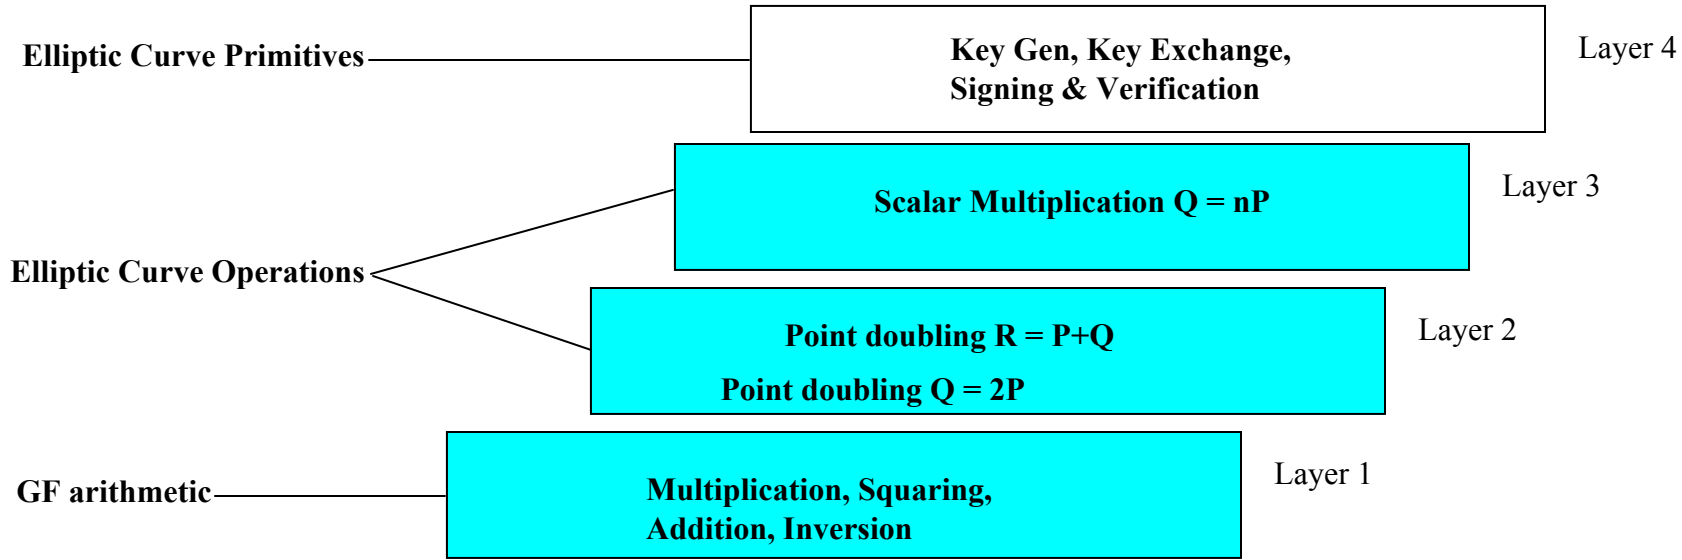 Elliptic Curve Primitives
Key Gen, Key Exchange,
Signing & Verification
Layer 4
Scalar Multiplication Q = nP
Layer 3
Elliptic Curve Operations
Point doubling R = P+Q
Point doubling Q = 2P
Layer 2
GF arithmetic
Multiplication, Squaring,
Addition, Inversion
Layer 1